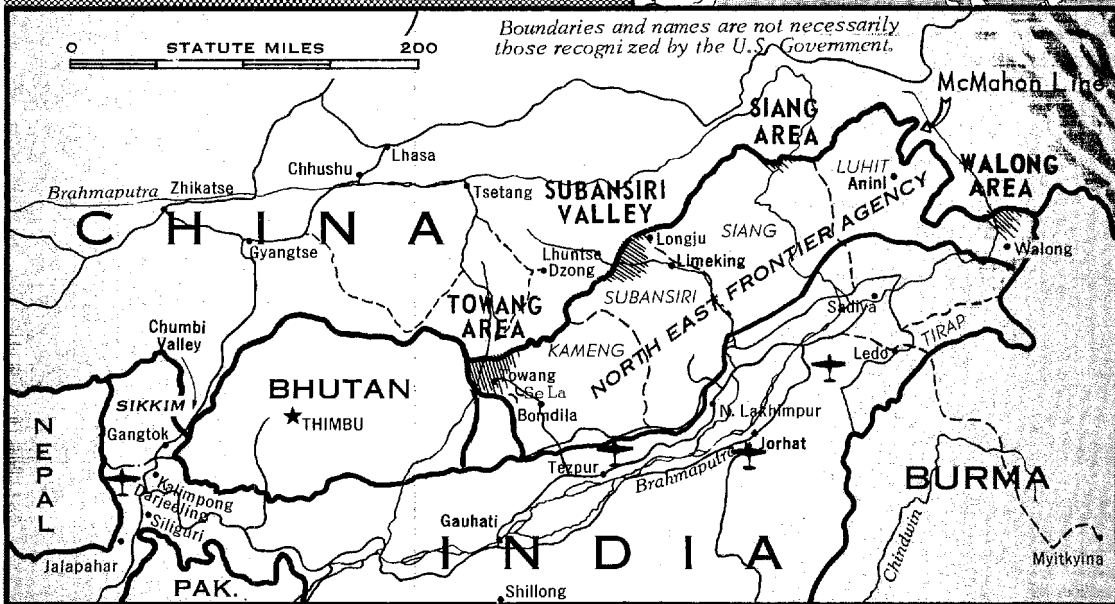 Boundaries and names are not necessarily
those recognized by the U.S. Government.
0 STATUTE MILES 200
McMahon Line
SIANG
AREA
Lhasa
Chhushu
LUHIT
Anini
WALONG
AREA
Brahmaputra
Zhikatse
Tsetang
SUBANSIRI
VALLEY
CHINA
Longju
SIANG
Walong
Gyangtse
Lhuntse
Dzong
Limeking
SUBANSIRI
NORTH EAST FRONTIER AGENCY
TOWANG
AREA
Sadiya
TIRAP
Chumbi
Valley
KAMENG
Ledo
BHUTAN
Towang
Se La
Bomdila
SIKKIM
THIMBU
N. Lakhimpur
NEPAL
Gangtok
Jorhat
Tezpur
Brahmaputra
BURMA
Kalimpong
Darjeeling
Siliguri
Gauhati
INDIA
Chindwin
Jalapahar
Myitkyina
PAK.
Shillong